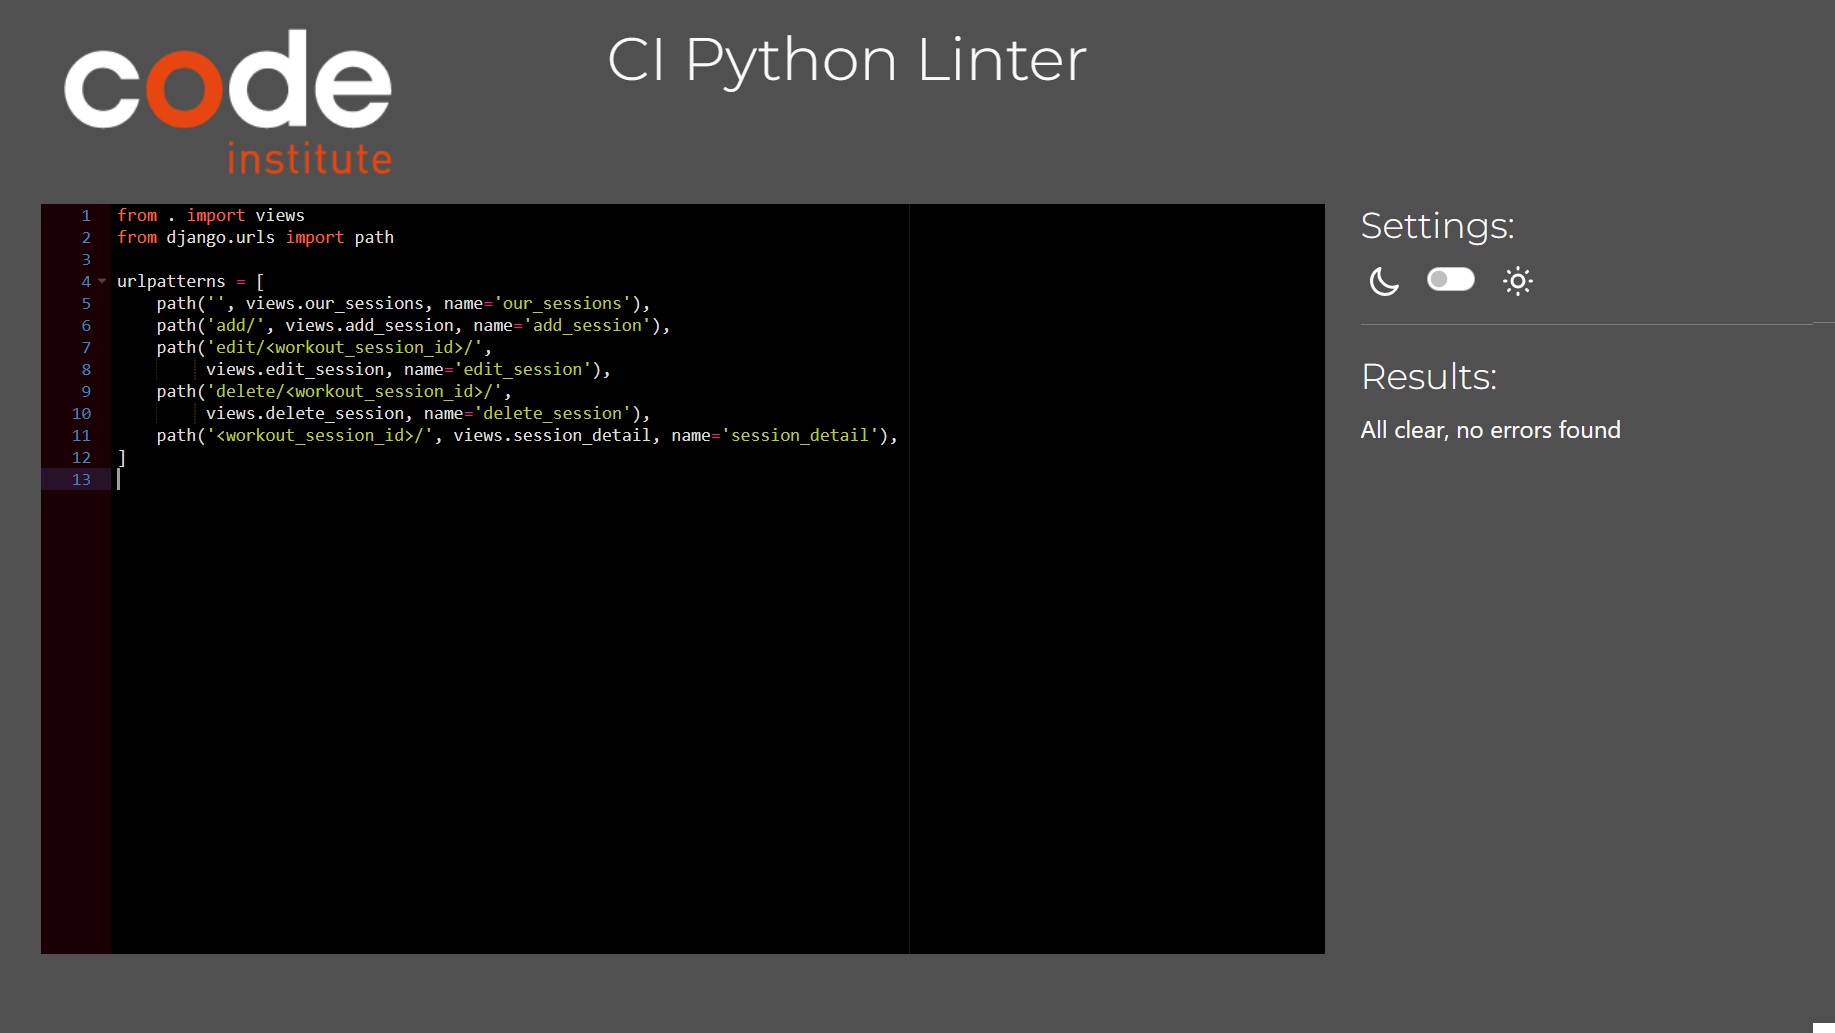 code
institute
CI Python Linter
1 from . import views
2 from django.urls import path
3
4 urlpatterns = [
5     path('', views.our_sessions, name='our_sessions'),
6     path('add/', views.add_session, name='add_session'),
7     path('edit/<workout_session_id>/',
8          views.edit_session, name='edit_session'),
9     path('delete/<workout_session_id>/',
10          views.delete_session, name='delete_session'),
11     path('<workout_session_id>/', views.session_detail, name='session_detail'),
12 ]
13
Settings:
Results:
All clear, no errors found